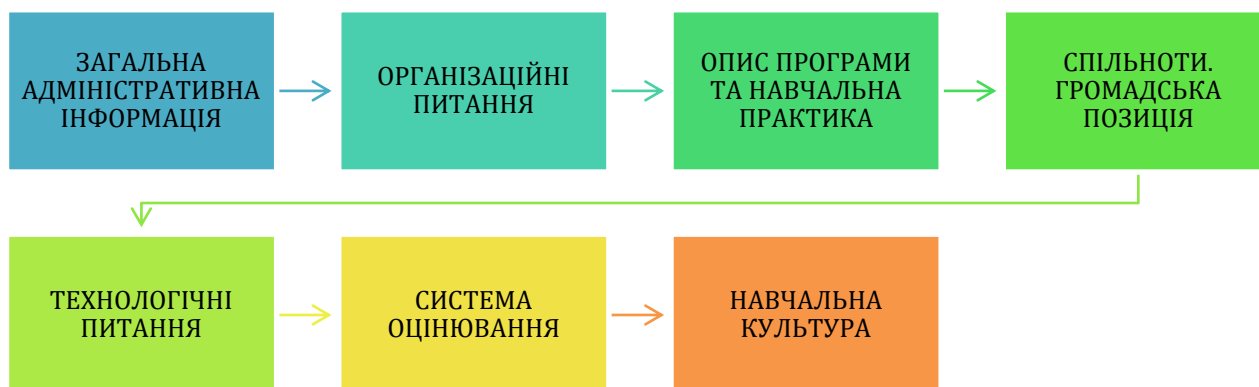 ЗАГАЛЬНА
АДМІНІСТРАТИВНА
ІНФОРМАЦІЯ
ОРГАНІЗАЦІЙНІ
ПИТАННЯ
ОПИС ПРОГРАМИ
ТА НАВЧАЛЬНА
ПРАКТИКА
СПІЛЬНОТИ.
ГРОМАДСЬКА
ПОЗИЦІЯ
ТЕХНОЛОГІЧНІ
ПИТАННЯ
СИСТЕМА
ОЦІНЮВАННЯ
НАВЧАЛЬНА
КУЛЬТУРА